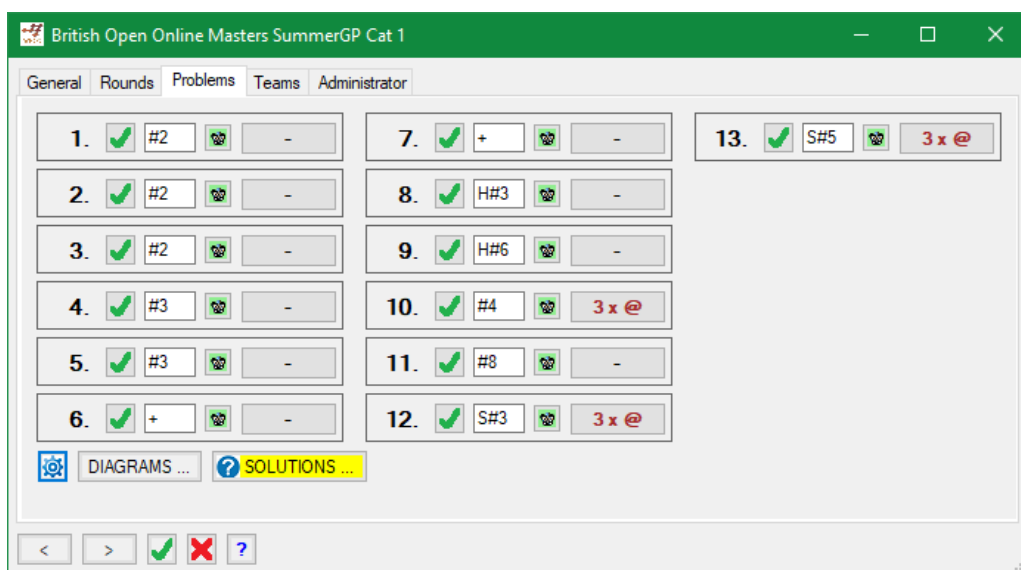 British Open Online Masters SummerGP Cat 1
General Rounds Problems Teams Administrator
1. #2 - 7. + - 13. S#5 3 x @
2. #2 - 8. H#3 -
3. #2 - 9. H#6 -
4. #3 - 10. #4 3 x @
5. #3 - 11. #8 -
6. + - 12. S#3 3 x @
DIAGRAMS ... ? SOLUTIONS ...
< > ?